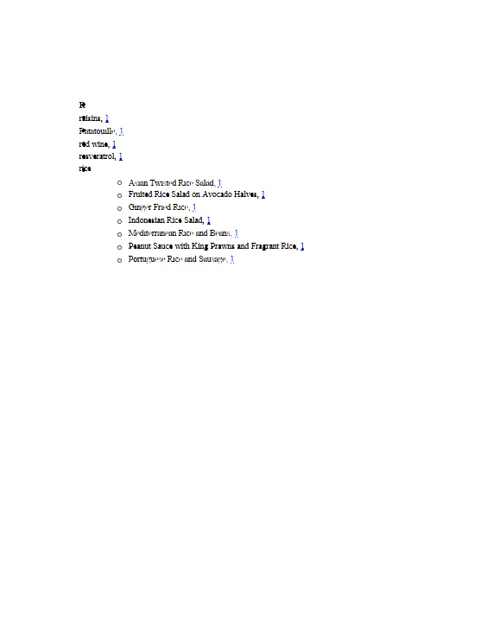 R
raisins, 1
Ratatouille, 1
red wine, 1
resveratrol, 1
rice
Asian Twisted Rice Salad, 1
Fruited Rice Salad on Avocado Halves, 1
Ginger Fried Rice, 1
Indonesian Rice Salad, 1
Mediterranean Rice and Beans, 1
Peanut Sauce with King Prawns and Fragrant Rice, 1
Portuguese Rice and Sausage, 1